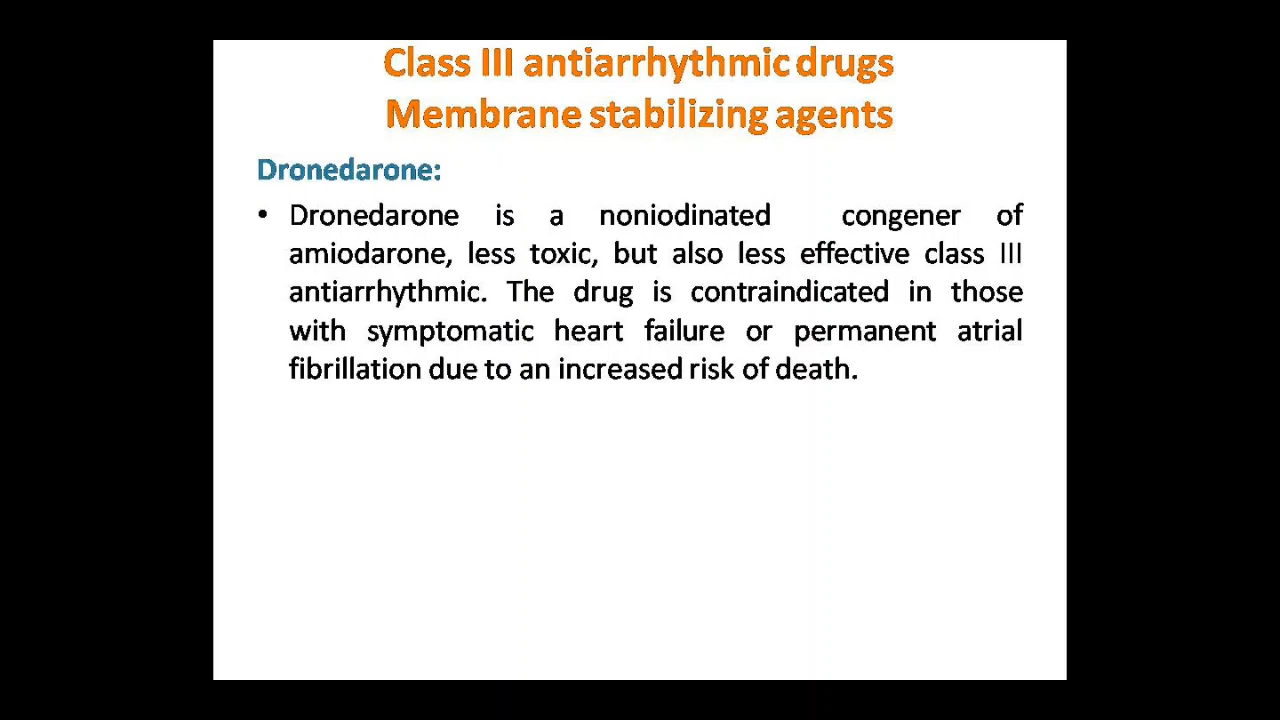 Class III antiarrhythmic drugs
Membrane stabilizing agents
Dronedarone:
• Dronedarone is a noniodinated congener of
amiodarone, less toxic, but also less effective class III
antiarrhythmic. The drug is contraindicated in those
with symptomatic heart failure or permanent atrial
fibrillation due to an increased risk of death.